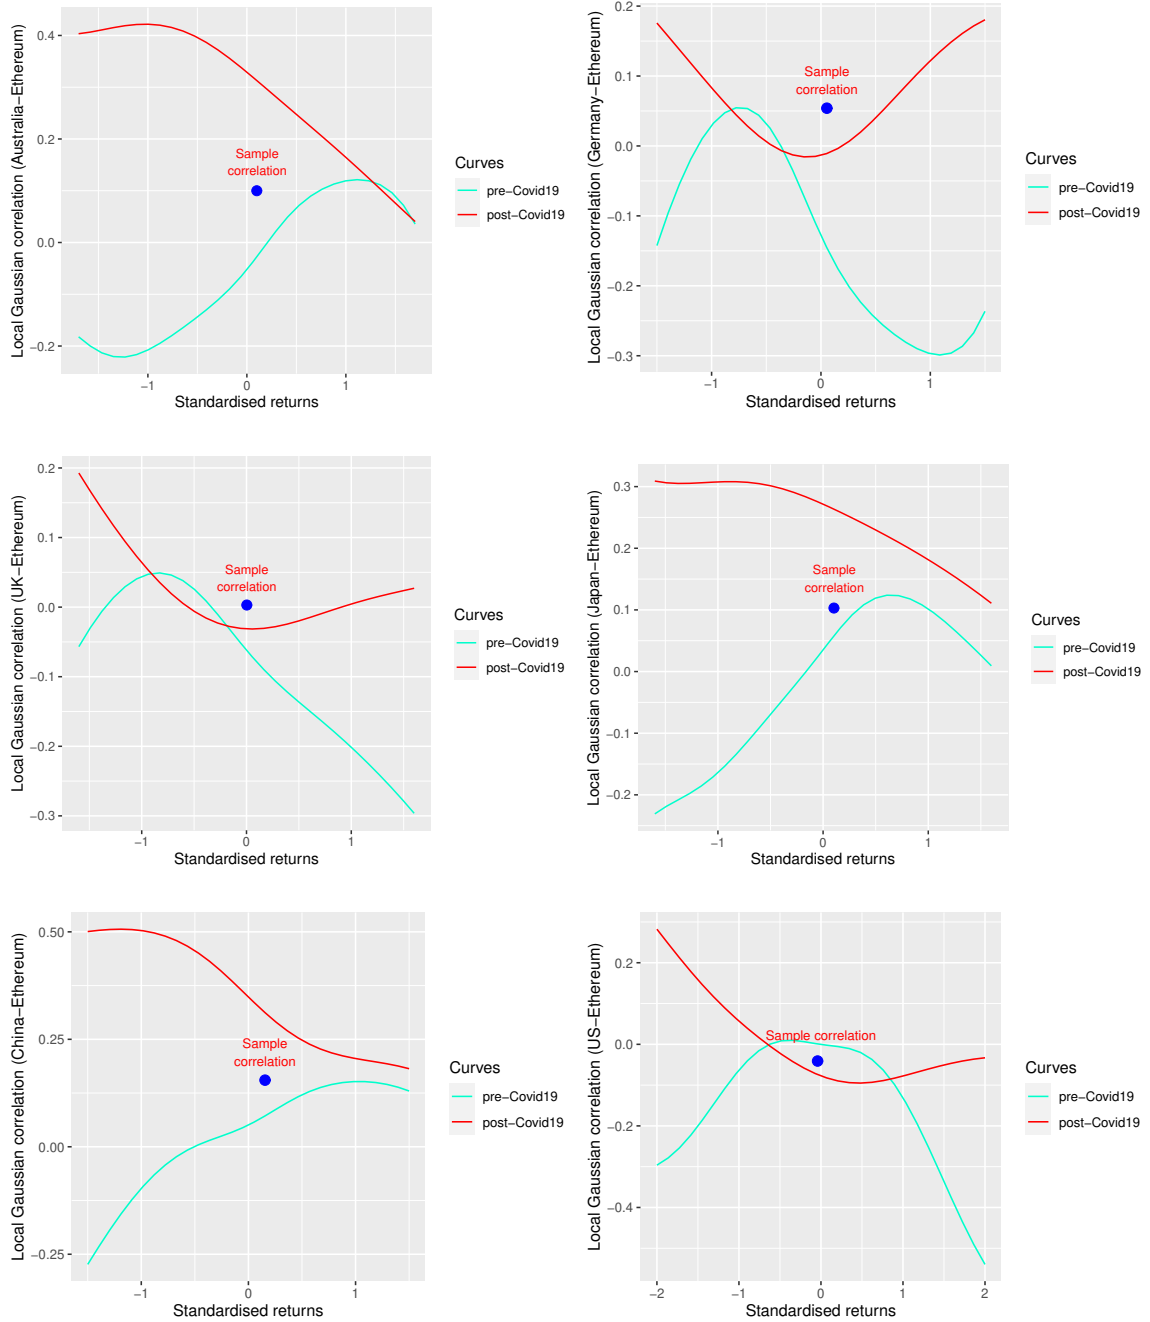 Local Gaussian correlation (Australia−Ethereum)
0.4
0.2
0.0
−0.2
Sample
correlation
−1
0
1
Standardised returns
Curves
pre−Covid19
post−Covid19
Local Gaussian correlation (Germany−Ethereum)
0.2
0.1
0.0
−0.1
−0.2
−0.3
Sample
correlation
−1
0
1
Standardised returns
Curves
pre−Covid19
post−Covid19
Local Gaussian correlation (UK−Ethereum)
0.2
0.1
0.0
−0.1
−0.2
−0.3
Sample
correlation
−1
0
1
Standardised returns
Curves
pre−Covid19
post−Covid19
Local Gaussian correlation (Japan−Ethereum)
0.3
0.2
0.1
0.0
−0.1
−0.2
Sample
correlation
−1
0
1
Standardised returns
Curves
pre−Covid19
post−Covid19
Local Gaussian correlation (China−Ethereum)
0.50
0.25
0.00
−0.25
Sample
correlation
−1
0
1
Standardised returns
Curves
pre−Covid19
post−Covid19
Local Gaussian correlation (US−Ethereum)
0.2
0.0
−0.2
−0.4
Sample correlation
−2
−1
0
1
2
Standardised returns
Curves
pre−Covid19
post−Covid19